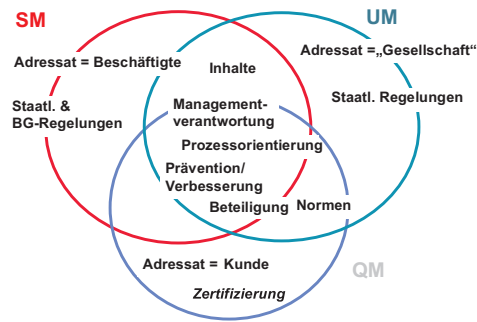 SM
UM
Adressat = Beschäftigte
Adressat =„Gesellschaft“
Inhalte
Staatl. &
BG-Regelungen
Staatl. Regelungen
Management-
verantwortung
Prozessorientierung
Prävention/
Verbesserung
Beteiligung
Normen
Adressat = Kunde
QM
Zertifizierung